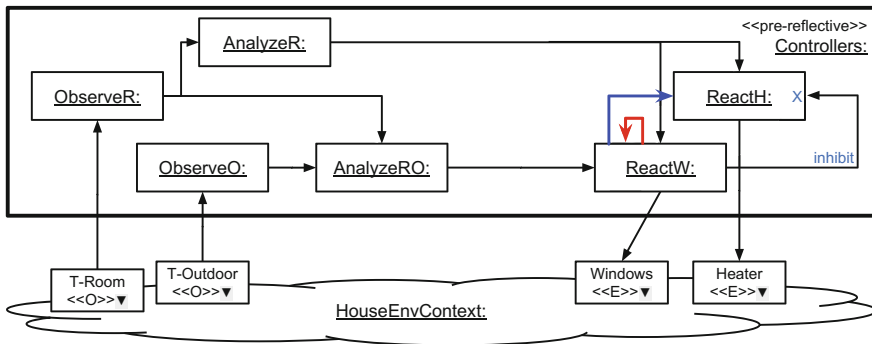 <<pre-reflective>>
Controllers:
AnalyzeR:
ObserveR:
ReactH:
X
ObserveO:
AnalyzeRO:
ReactW:
inhibit
T-Room
<<O>>▼
T-Outdoor
<<O>>▼
Windows
<<E>>▼
Heater
<<E>>▼
HouseEnvContext: